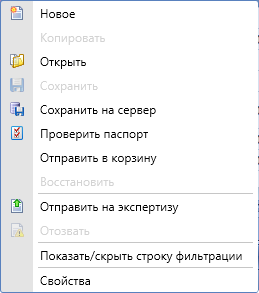 Новое
Копировать
Открыть
Сохранить
Сохранить на сервер
Проверить паспорт
Отправить в корзину
Восстановить
Отправить на экспертизу
Отозвать
Показать/скрыть строку фильтрации
Свойства